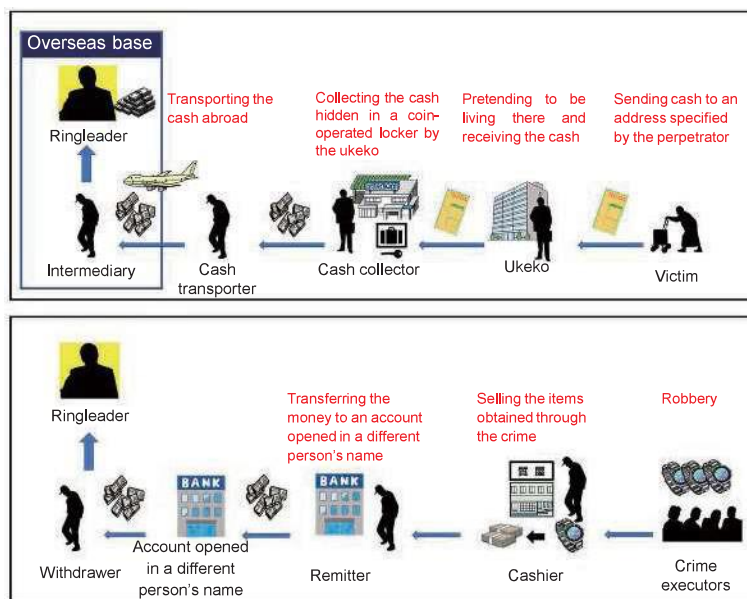 Overseas base
Ringleader
Transporting the
cash abroad
Collecting the cash
hidden in a coin-
operated locker by
the ukeko
Pretending to be
living there and
receiving the cash
Sending cash to an
address specified
by the perpetrator
Intermediary
Cash
transporter
Cash collector
Ukeko
Victim
Ringleader
Transferring the
money to an account
opened in a different
person's name
Selling the items
obtained through
the crime
Robbery
BANK
BANK
Withdrawer
Account opened
in a different
person's name
Remitter
Cashier
Crime
executors